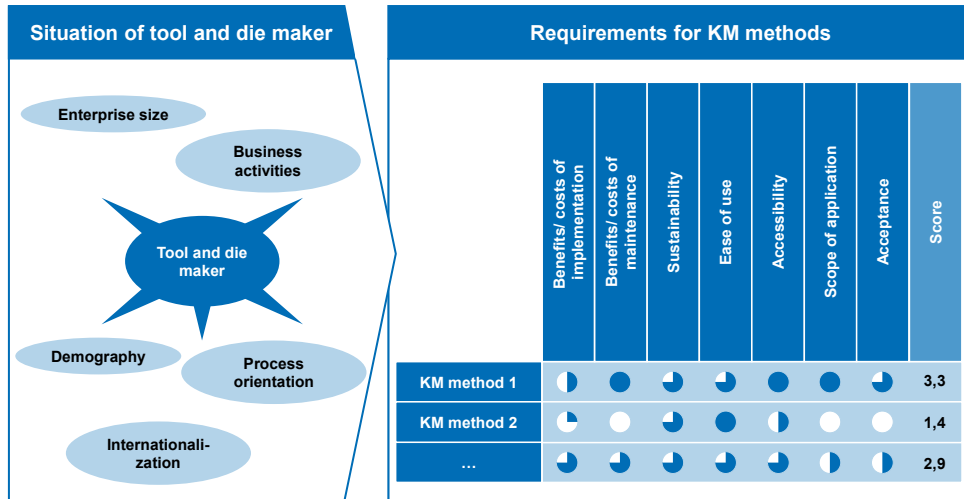 Situation of tool and die maker
Requirements for KM methods
Enterprise size
Business
activities
Tool and die
maker
Demography
Process
orientation
Internationali-
zation
Benefits/ costs of
implementation
Benefits/ costs of
maintenance
Sustainability
Ease of use
Accessibility
Scope of application
Acceptance
Score
KM method 1
3,3
KM method 2
1,4
...
2,9